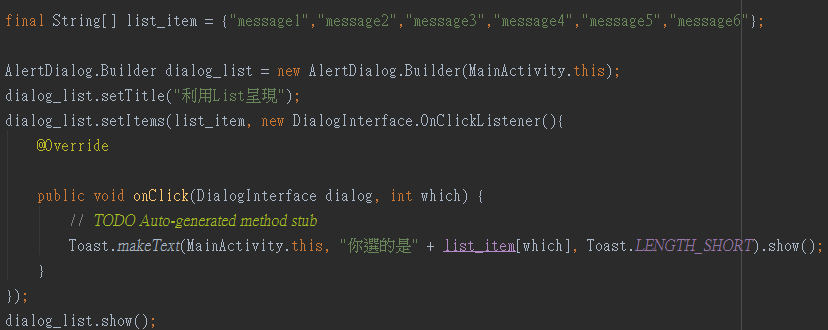 final String[] list_item = {"message1","message2","message3","message4","message5","message6"};
AlertDialog.Builder dialog_list = new AlertDialog.Builder(MainActivity.this);
dialog_list.setTitle("利用List呈現");
dialog_list.setItems(list_item, new DialogInterface.OnClickListener(){
@Override
public void onClick(DialogInterface dialog, int which) {
// TODO Auto-generated method stub
Toast.makeText(MainActivity.this, "你選的是" + list_item[which], Toast.LENGTH_SHORT).show();
}
});
dialog_list.show();